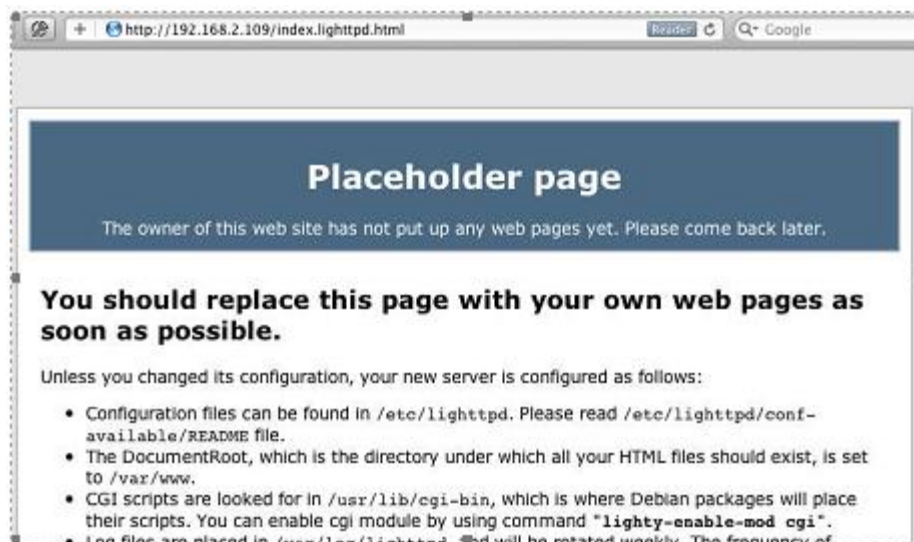 http://192.168.2.109/index.lighttpd.html Reader Google
Placeholder page
The owner of this web site has not put up any web pages yet. Please come back later.
You should replace this page with your own web pages as
soon as possible.
Unless you changed its configuration, your new server is configured as follows:
• Configuration files can be found in /etc/lighttpd. Please read /etc/lighttpd/conf-
available/README file.
• The DocumentRoot, which is the directory under which all your HTML files should exist, is set
to /var/www.
• CGI scripts are looked for in /usr/lib/cgi-bin, which is where Debian packages will place
their scripts. You can enable cgi module by using command "lighty-enable-mod cgi".
• Log files are placed in /var/log/lighttpd, and will be rotated weekly. The frequency of